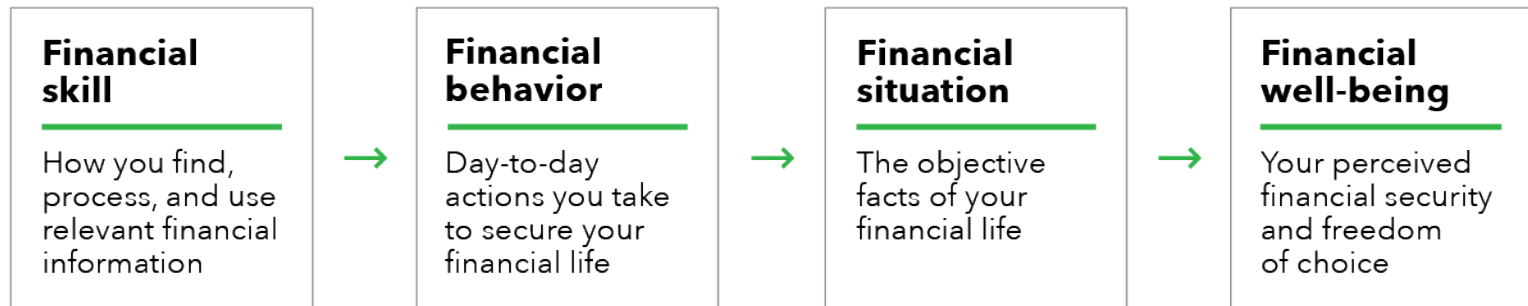 Financial
skill
How you find,
process, and use
relevant financial
information
→
Financial
behavior
Day-to-day
actions you take
to secure your
financial life
→
Financial
situation
The objective
facts of your
financial life
→
Financial
well-being
Your perceived
financial security
and freedom
of choice